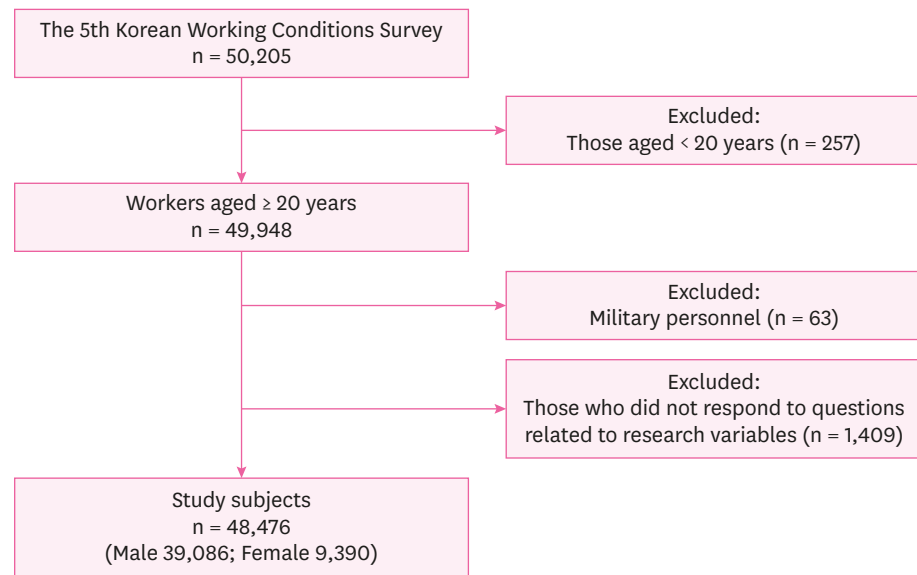 The 5th Korean Working Conditions Survey
n = 50,205
Excluded:
Those aged < 20 years (n = 257)
Workers aged ≥ 20 years
n = 49,948
Excluded:
Military personnel (n = 63)
Excluded:
Those who did not respond to questions
related to research variables (n = 1,409)
Study subjects
n = 48,476
(Male 39,086; Female 9,390)